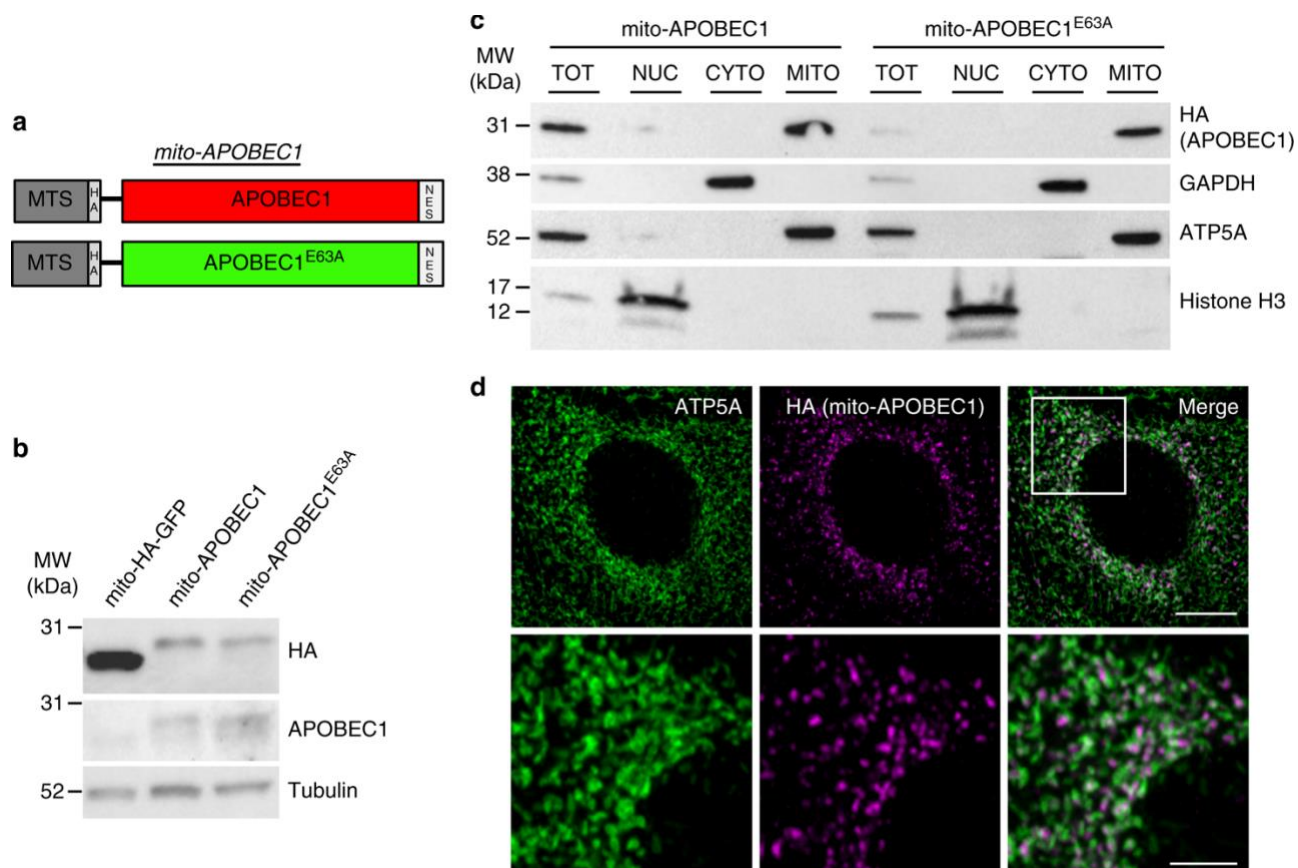 a
mito-APOBEC1
MTS HA APOBEC1 NES
MTS HA APOBEC1E63A NES
b
MW
(kDa)
mito-HA-GFP
mito-APOBEC1
mito-APOBEC1E63A
31
HA
31
APOBEC1
52
Tubulin
c
mito-APOBEC1 mito-APOBEC1E63A
MW
(kDa)
TOT NUC CYTO MITO TOT NUC CYTO MITO
31 HA
(APOBEC1)
38 GAPDH
52 ATP5A
17
12
Histone H3
d
ATP5A HA (mito-APOBEC1) Merge